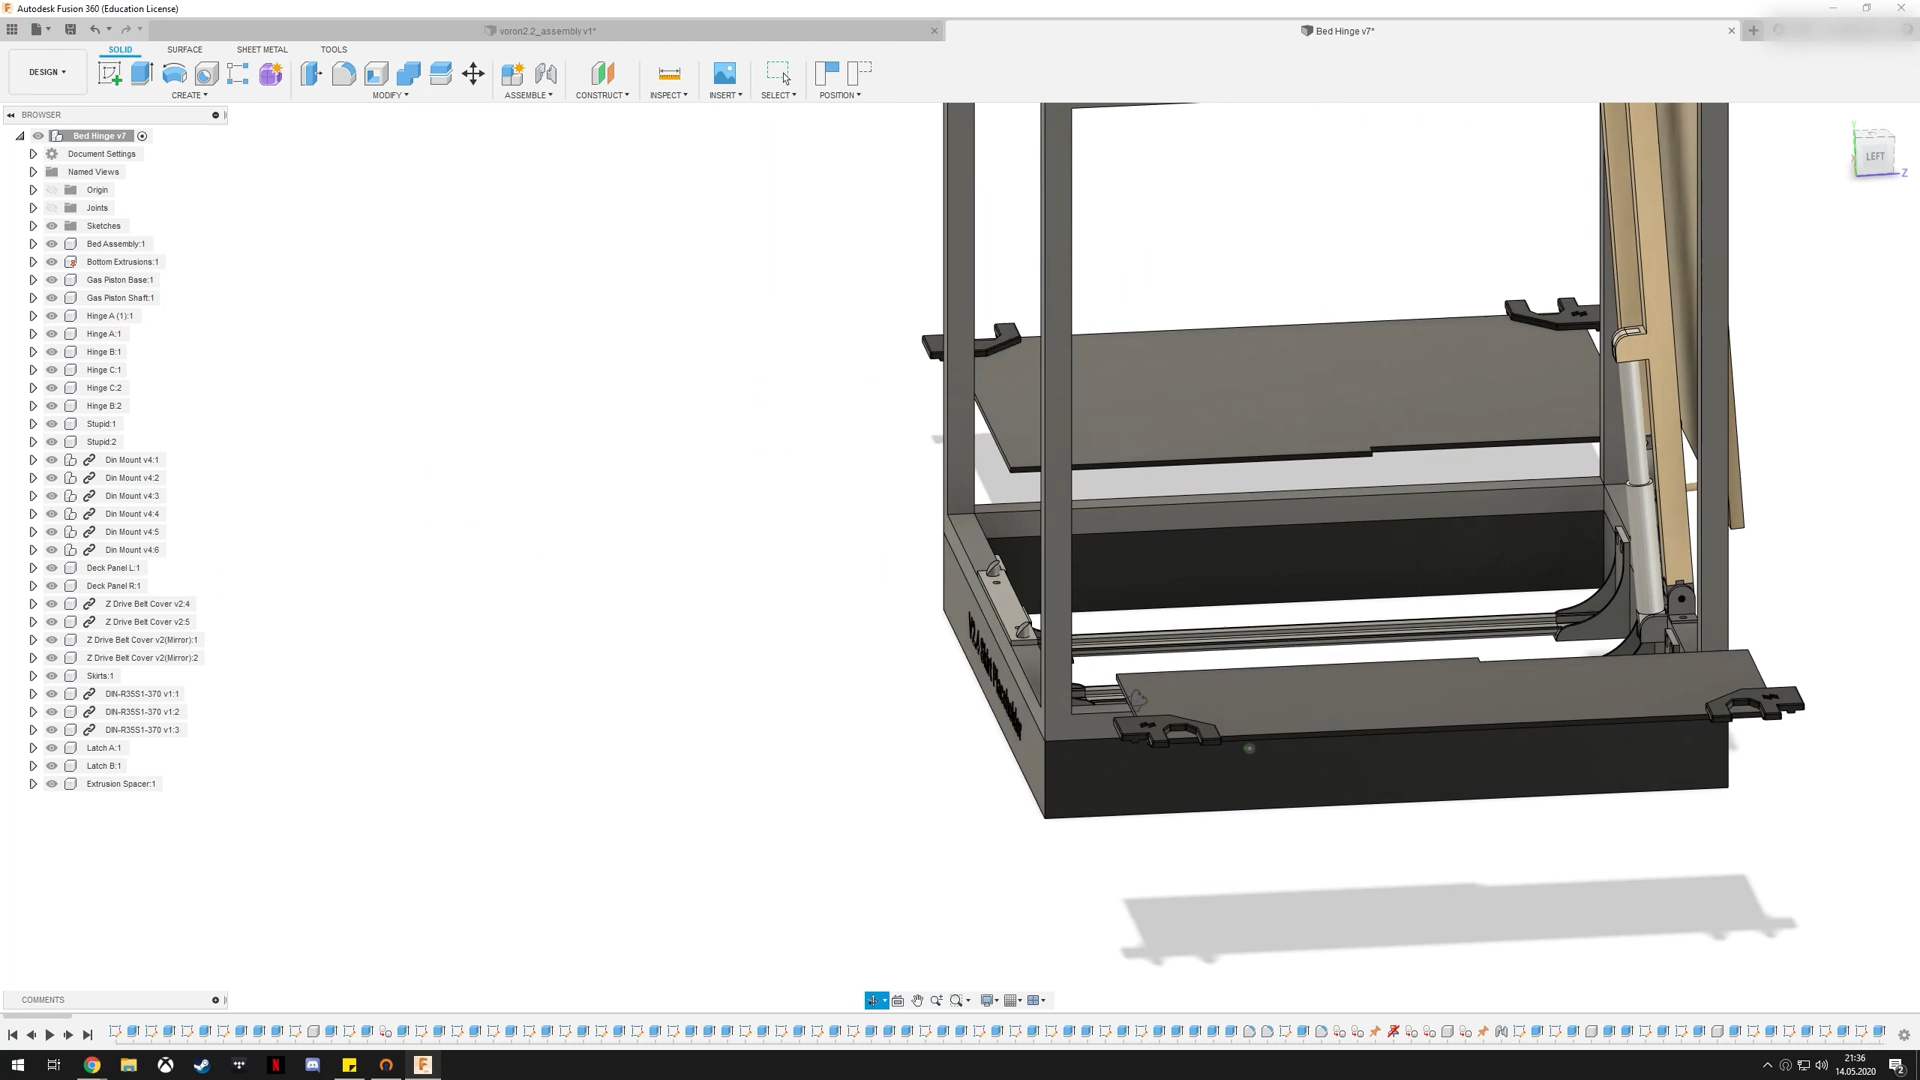 Autodesk Fusion 360 (Education License)
voron2.2_assembly v1*
Bed Hinge v7*
SOLID
SURFACE
SHEET METAL
TOOLS
DESIGN
CREATE
MODIFY
ASSEMBLE
CONSTRUCT
INSPECT
INSERT
SELECT
POSITION
BROWSER
Bed Hinge v7
Document Settings
Named Views
Origin
Joints
Sketches
Bed Assembly:1
Bottom Extrusions:1
Gas Piston Base:1
Gas Piston Shaft:1
Hinge A (1):1
Hinge A:1
Hinge B:1
Hinge C:1
Hinge C:2
Hinge B:2
Stupid:1
Stupid:2
Din Mount v4:1
Din Mount v4:2
Din Mount v4:3
Din Mount v4:4
Din Mount v4:5
Din Mount v4:6
Deck Panel L:1
Deck Panel R:1
Z Drive Belt Cover v2:4
Z Drive Belt Cover v2:5
Z Drive Belt Cover v2(Mirror):1
Z Drive Belt Cover v2(Mirror):2
Skirts:1
DIN-R35S1-370 v1:1
DIN-R35S1-370 v1:2
DIN-R35S1-370 v1:3
Latch A:1
Latch B:1
Extrusion Spacer:1
LEFT
Y
Z
COMMENTS
21:36
14.05.2020
2